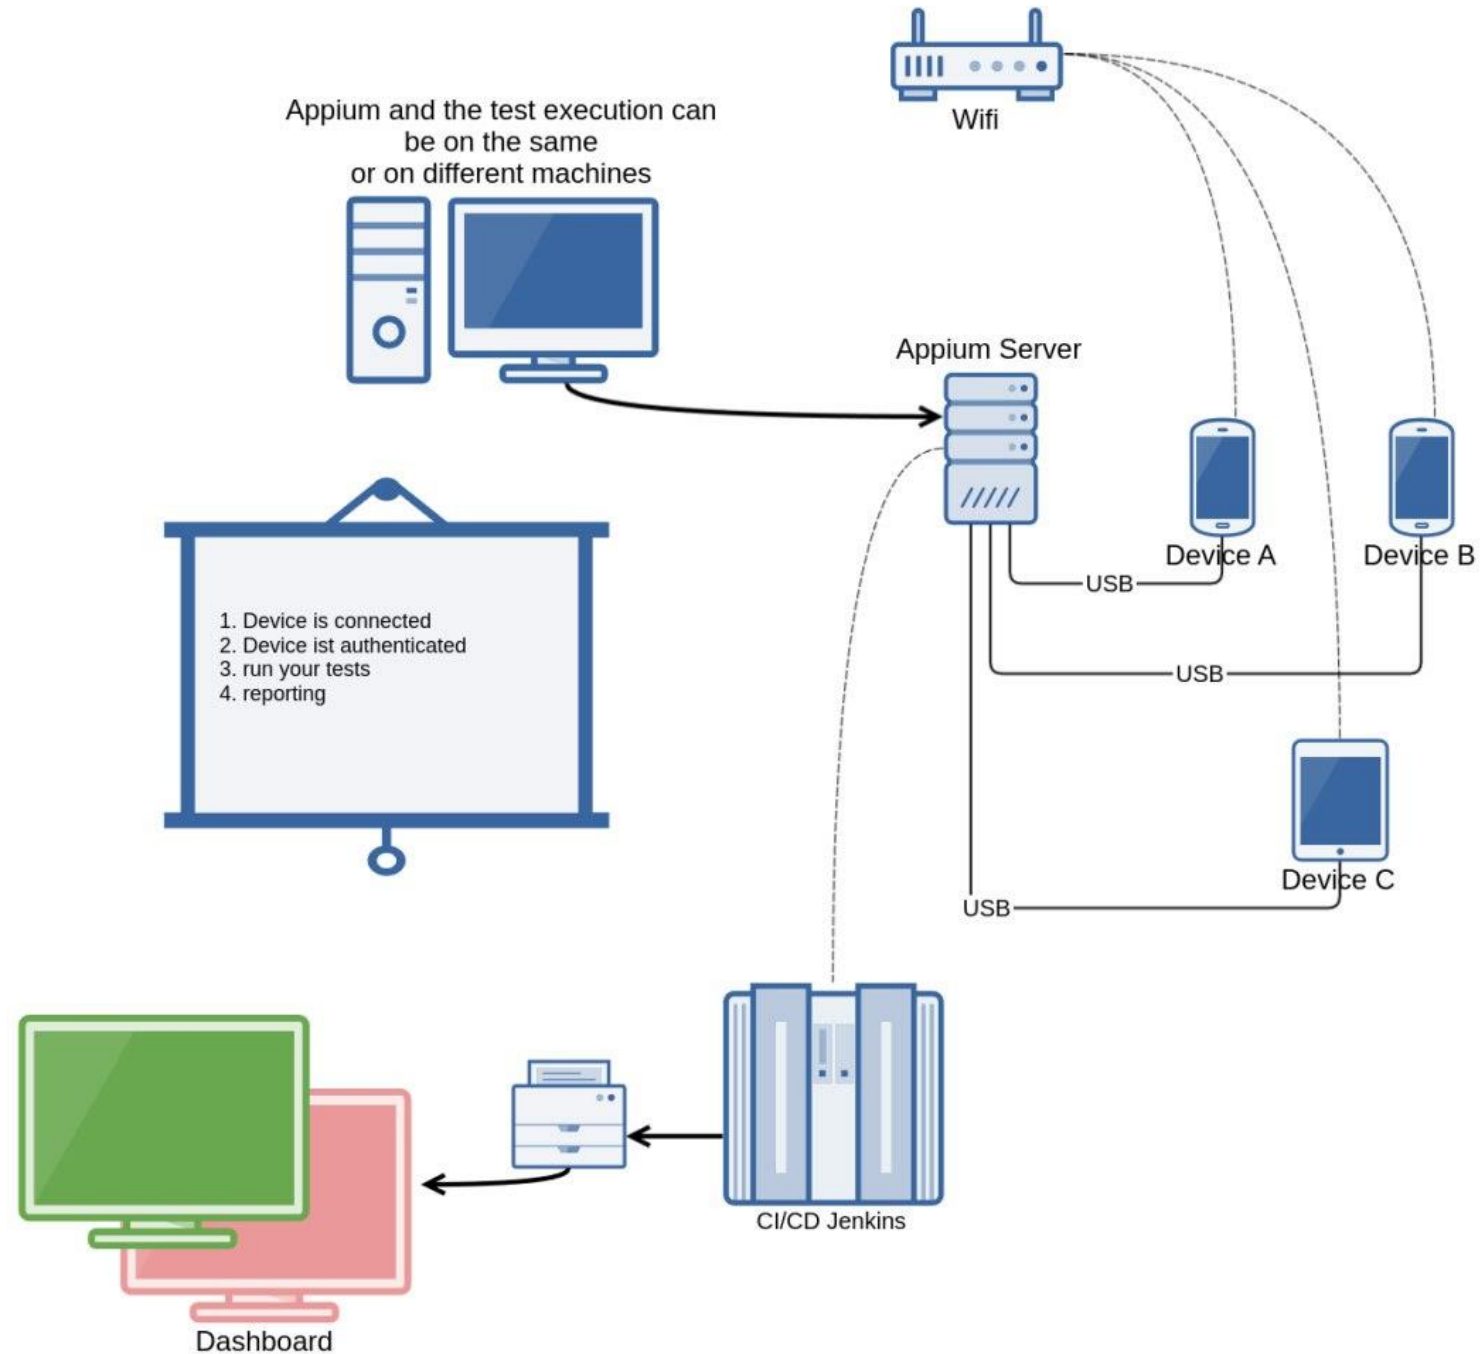 Wifi
Appium and the test execution can
be on the same
or on different machines
Appium Server
Device A
Device B
USB
1. Device is connected
2. Device ist authenticated
3. run your tests
4. reporting
USB
Device C
USB
CI/CD Jenkins
Dashboard